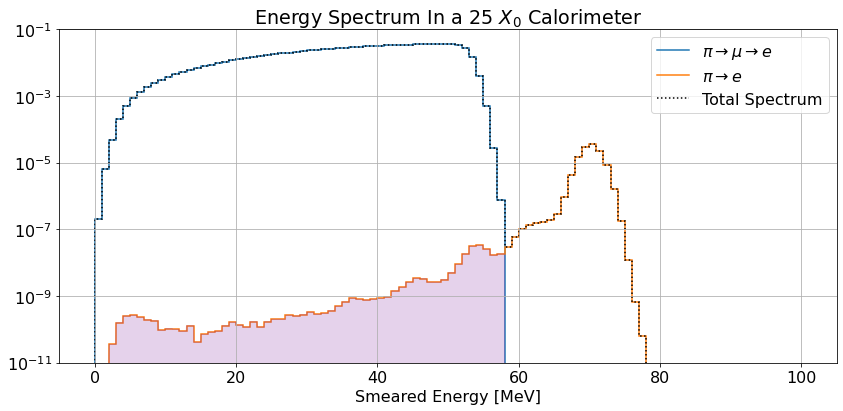 Energy Spectrum In a 25 X₀ Calorimeter
π → μ → e
π → e
Total Spectrum
10⁻¹
10⁻³
10⁻⁵
10⁻⁷
10⁻⁹
10⁻¹¹
0 20 40 60 80 100
Smeared Energy [MeV]